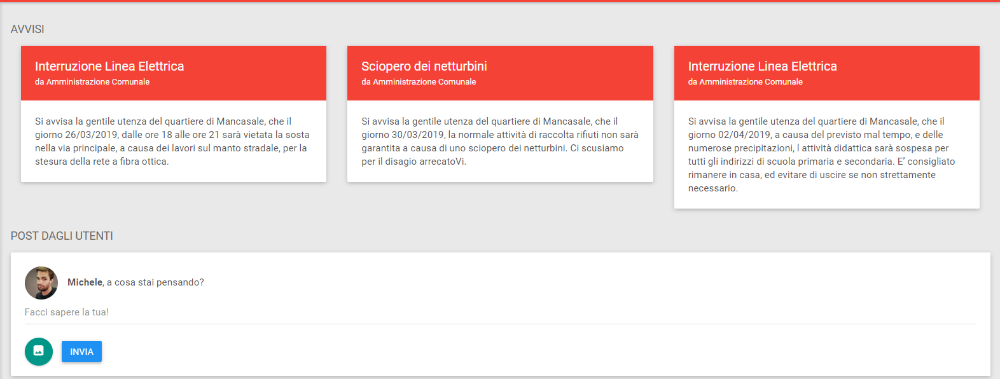 AVVISI
Interruzione Linea Elettrica
da Amministrazione Comunale
Si avvisa la gentile utenza del quartiere di Mancasale, che il
giorno 26/03/2019, dalle ore 18 alle ore 21 sarà vietata la sosta
nella via principale, a causa dei lavori sul manto stradale, per la
stesura della rete a fibra ottica.
Sciopero dei netturbini
da Amministrazione Comunale
Si avvisa la gentile utenza del quartiere di Mancasale, che il
giorno 30/03/2019, la normale attività di raccolta rifiuti non sarà
garantita a causa di uno sciopero dei netturbini. Ci scusiamo
per il disagio arrecatoVi.
Interruzione Linea Elettrica
da Amministrazione Comunale
Si avvisa la gentile utenza del quartiere di Mancasale, che il
giorno 02/04/2019, a causa del previsto mal tempo, e delle
numerose precipitazioni, l attività didattica sarà sospesa per
tutti gli indirizzi di scuola primaria e secondaria. E’ consigliato
rimanere in casa, ed evitare di uscire se non strettamente
necessario.
POST DAGLI UTENTI
Michele, a cosa stai pensando?
Facci sapere la tua!
INVIA